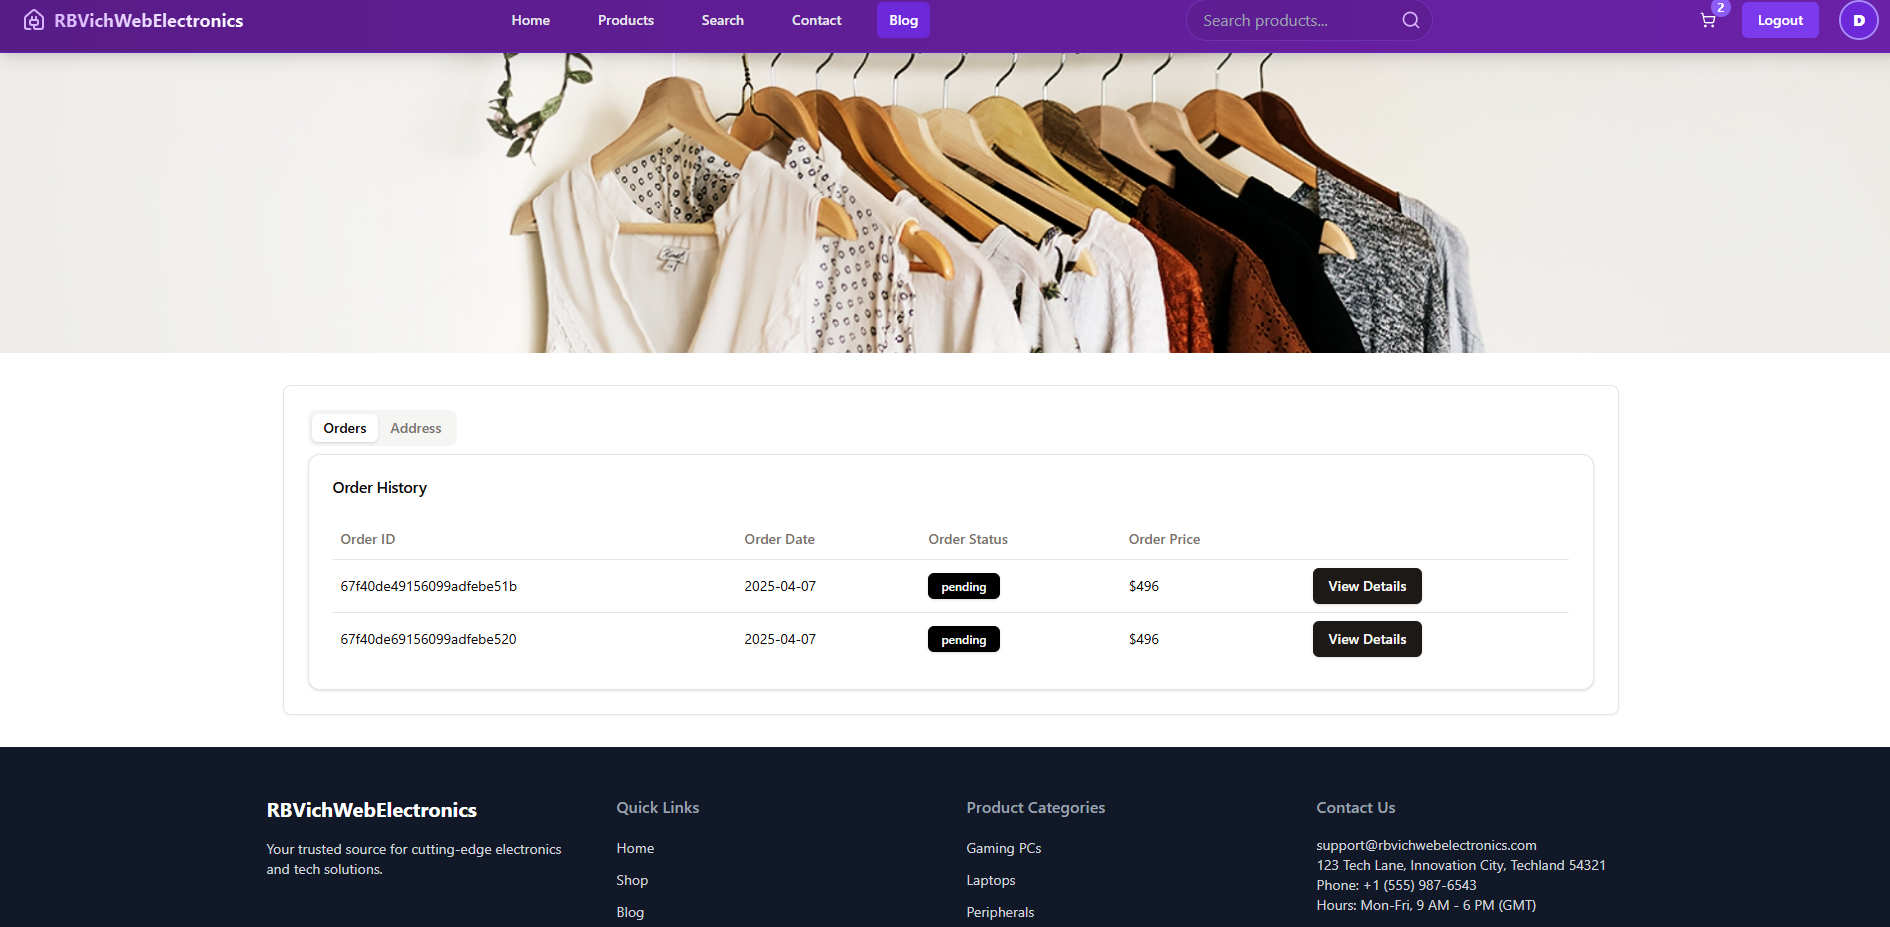 RBVichWebElectronics
Home Products Search Contact Blog
Search products...
2
Logout
D
Orders Address
Order History
Order ID Order Date Order Status Order Price
67f40de49156099adfebe51b 2025-04-07 pending $496 View Details
67f40de69156099adfebe520 2025-04-07 pending $496 View Details
RBVichWebElectronics
Your trusted source for cutting-edge electronics
and tech solutions.
Quick Links
Home
Shop
Blog
Product Categories
Gaming PCs
Laptops
Peripherals
Contact Us
support@rbvichwebelectronics.com
123 Tech Lane, Innovation City, Techland 54321
Phone: +1 (555) 987-6543
Hours: Mon-Fri, 9 AM - 6 PM (GMT)